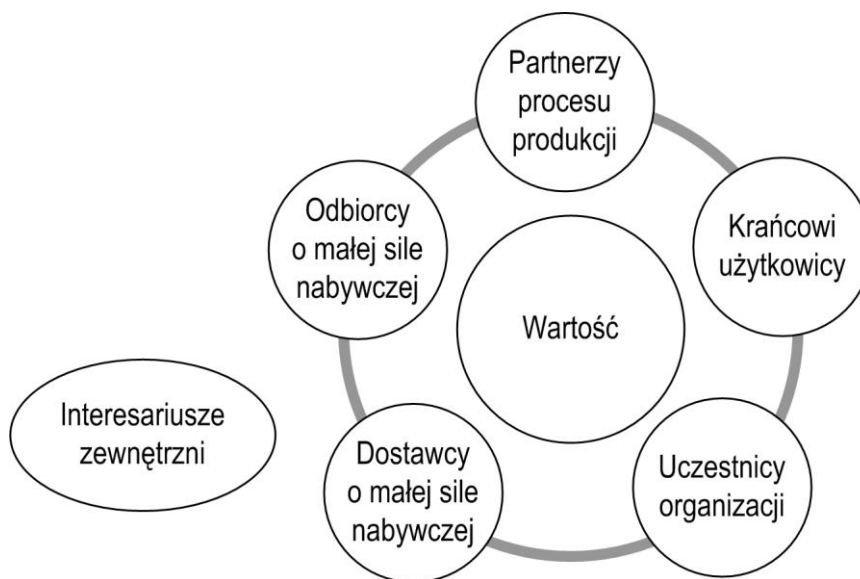 Partnerzy
procesu
produkcji
Odbiorcy
o małej sile
nabywczej
Krańcowi
użytkowicy
Wartość
Interesariusze
zewnętrzni
Dostawcy
o małej sile
nabywczej
Uczestnicy
organizacji